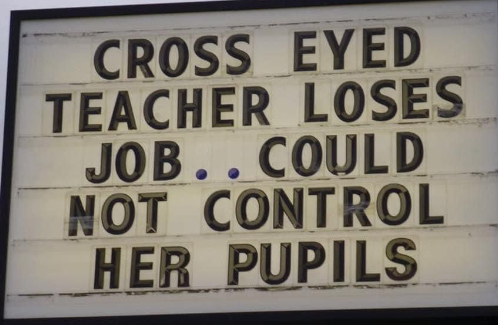 CROSS EYED
TEACHER LOSES
JOB.. COULD
NOT CONTROL
HER PUPILS